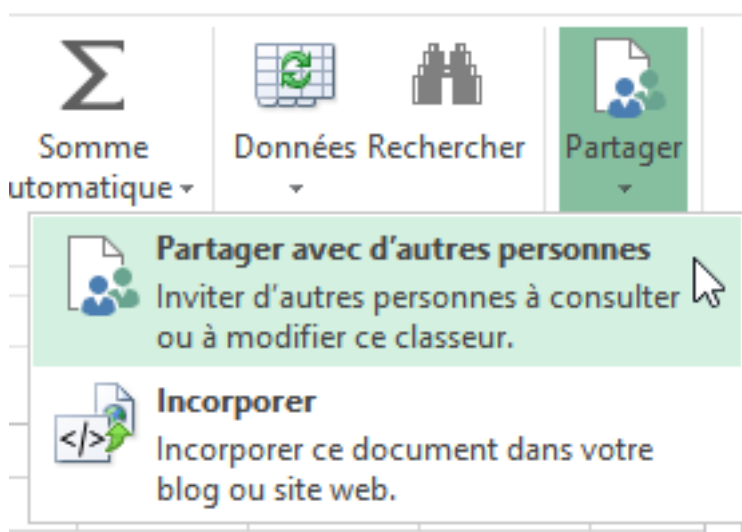 Somme
utomatique
Données
Rechercher
Partager
Partager avec d'autres personnes
Inviter d'autres personnes à consulter
ou à modifier ce classeur.
</>
Incorporer
Incorporer ce document dans votre
blog ou site web.